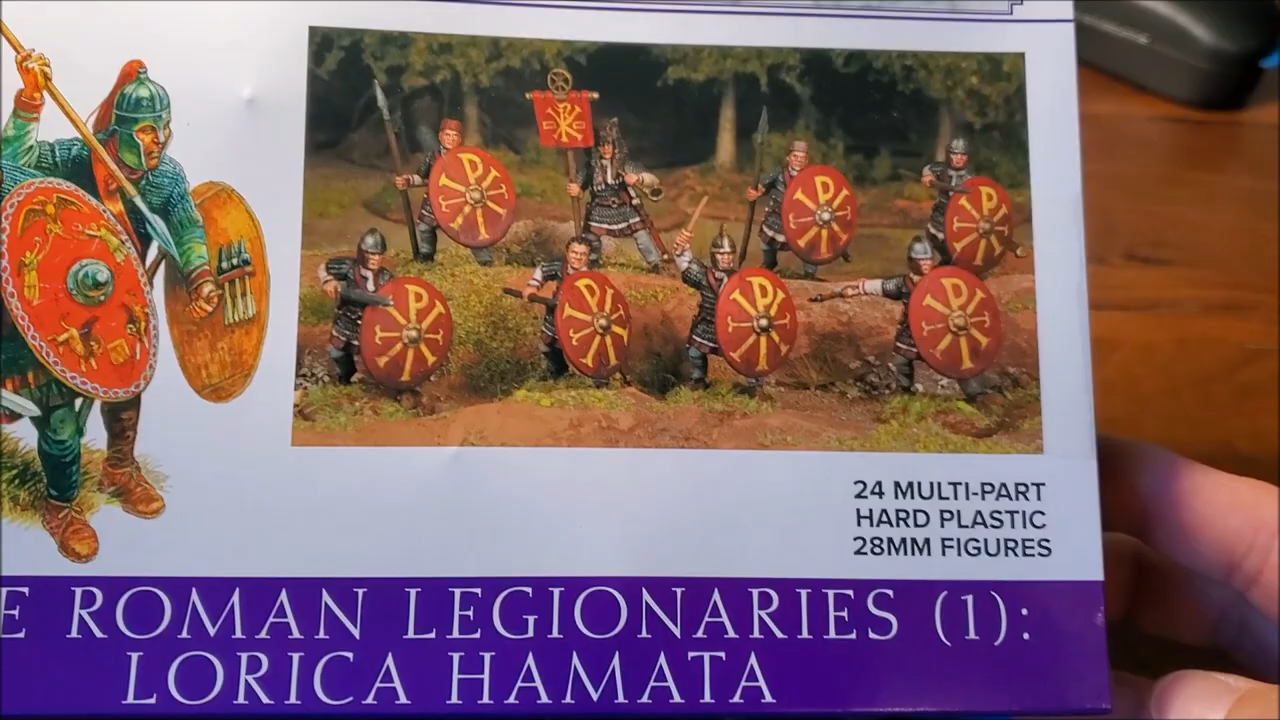 24 MULTI-PART
HARD PLASTIC
28MM FIGURES
E ROMAN LEGIONARIES (1):
LORICA HAMATA